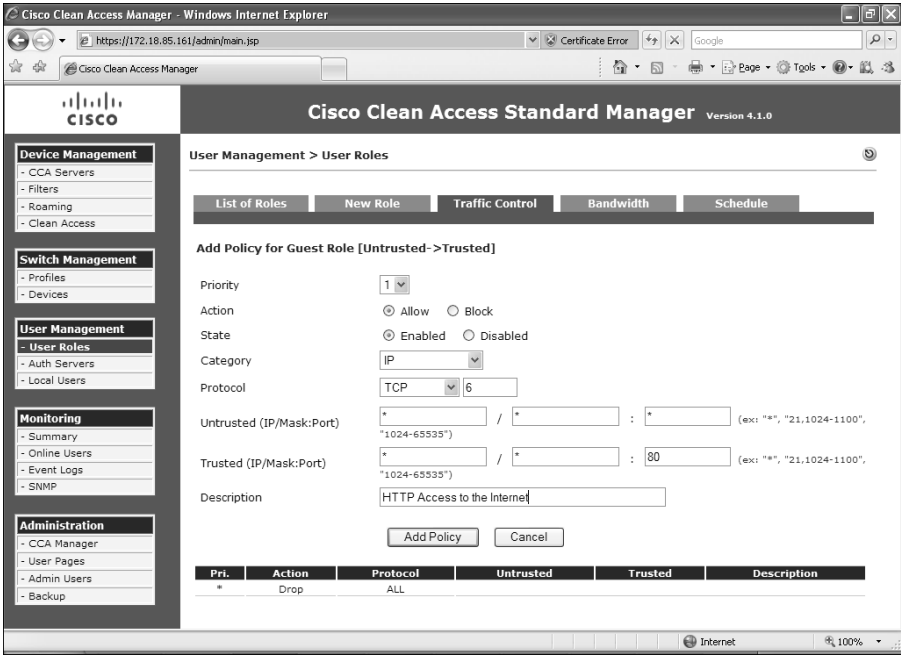 Cisco Clean Access Manager - Windows Internet Explorer
https://172.18.85.161/admin/main.jsp
Certificate Error
Google
Cisco Clean Access Manager
Page
Tools
CISCO
Cisco Clean Access Standard Manager Version 4.1.0
Device Management
- CCA Servers
- Filters
- Roaming
- Clean Access
Switch Management
- Profiles
- Devices
User Management
- User Roles
- Auth Servers
- Local Users
Monitoring
- Summary
- Online Users
- Event Logs
- SNMP
Administration
- CCA Manager
- User Pages
- Admin Users
- Backup
User Management > User Roles
List of Roles New Role Traffic Control Bandwidth Schedule
Add Policy for Guest Role [Untrusted->Trusted]
Priority 1
Action Allow Block
State Enabled Disabled
Category IP
Protocol TCP 6
Untrusted (IP/Mask:Port) * / * : * (ex: "*", "21,1024-1100",
"1024-65535")
Trusted (IP/Mask:Port) * / * : 80 (ex: "*", "21,1024-1100",
"1024-65535")
Description HTTP Access to the Internet
Add Policy Cancel
Pri. Action Protocol Untrusted Trusted Description
* Drop ALL
Internet 100%